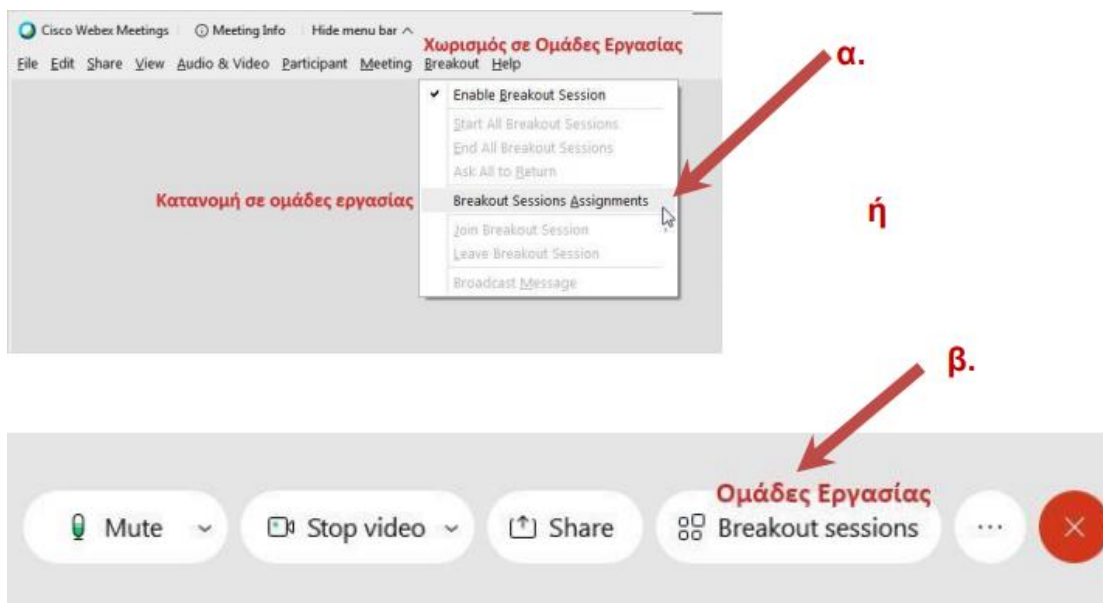 Cisco Webex Meetings Meeting Info Hide menu bar
Χωρισμός σε Ομάδες Εργασίας
α.
File Edit Share View Audio & Video Participant Meeting Breakout Help
Enable Breakout Session
Start All Breakout Sessions
End All Breakout Sessions
Ask All to Return
Κατανομή σε ομάδες εργασίας
Breakout Sessions Assignments
ή
Join Breakout Session
Leave Breakout Session
Broadcast Message
β.
Ομάδες Εργασίας
Mute Stop video Share Breakout sessions ...